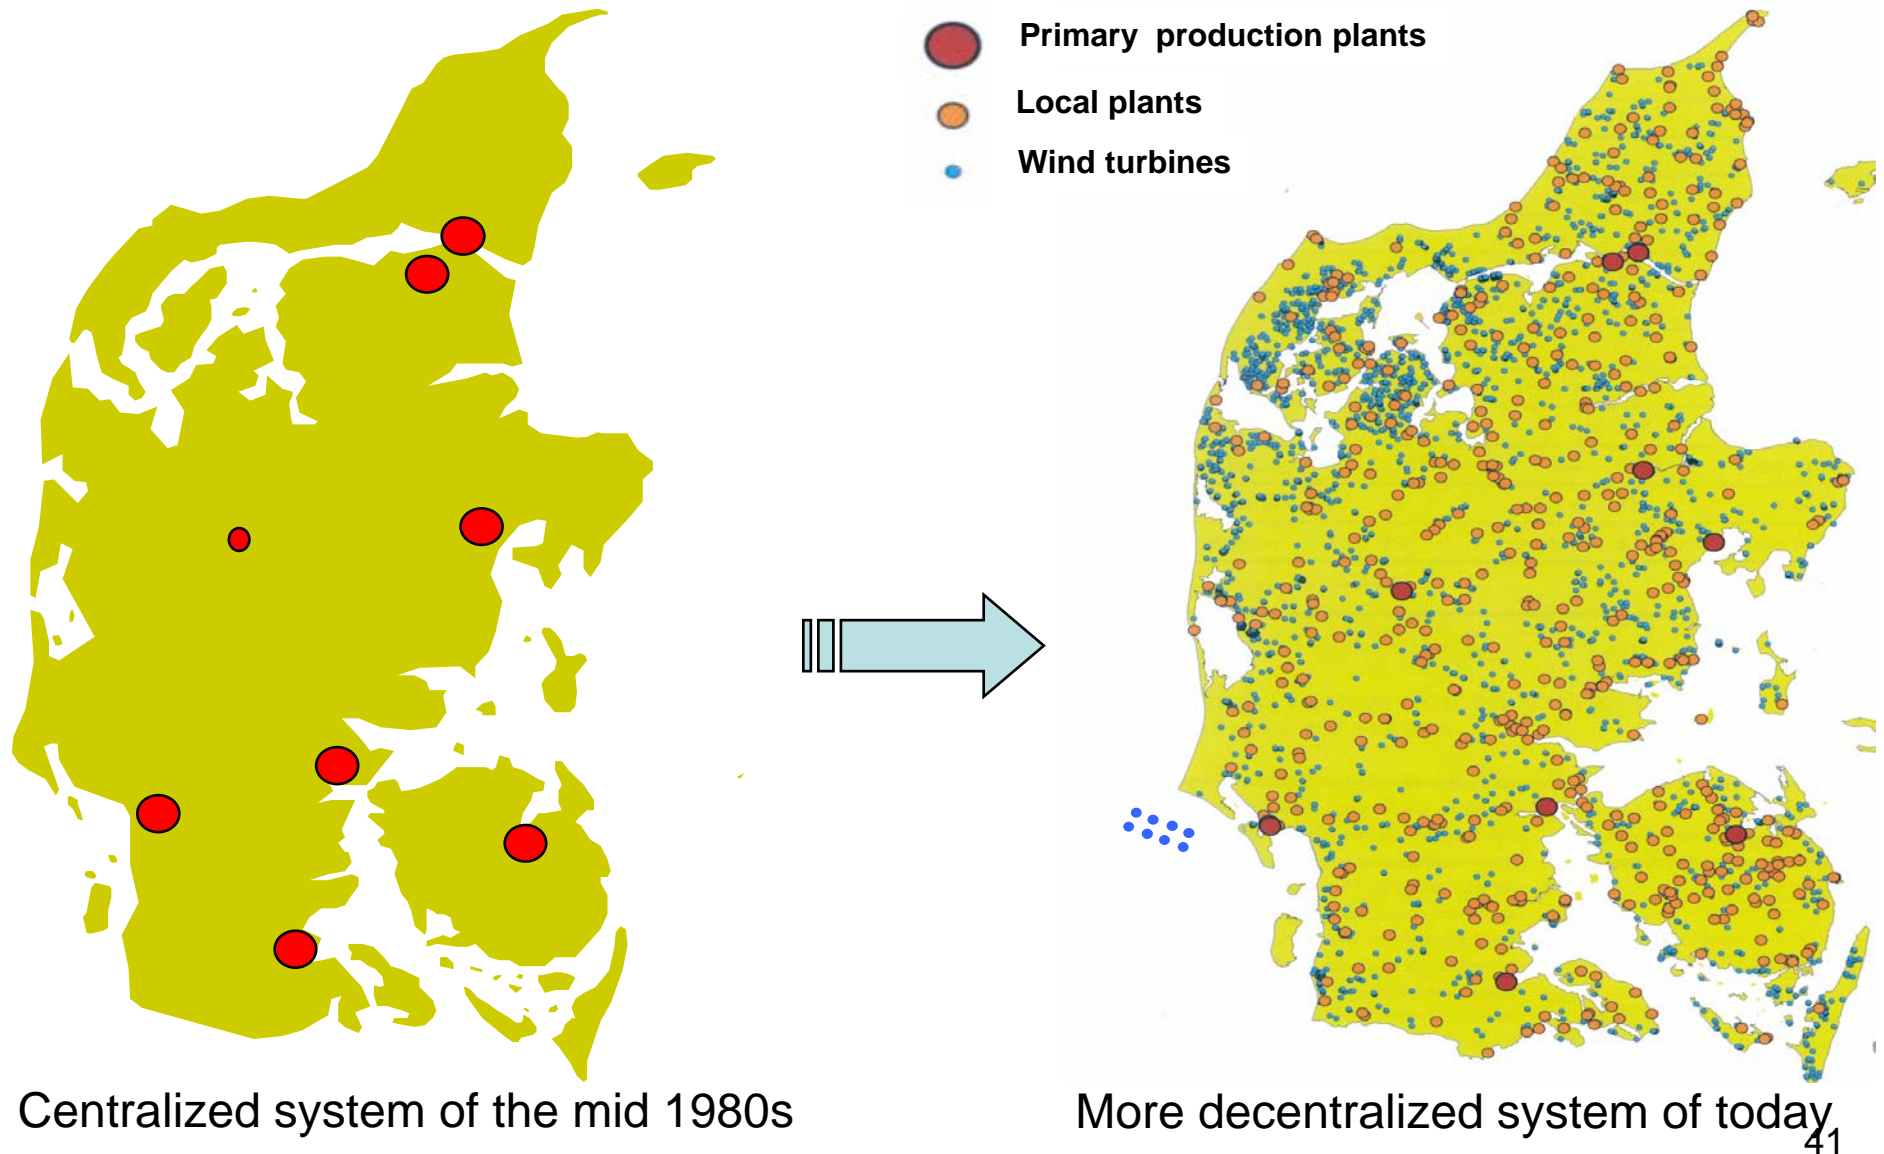 Primary production plants
Local plants
Wind turbines
Centralized system of the mid 1980s
More decentralized system of today
41